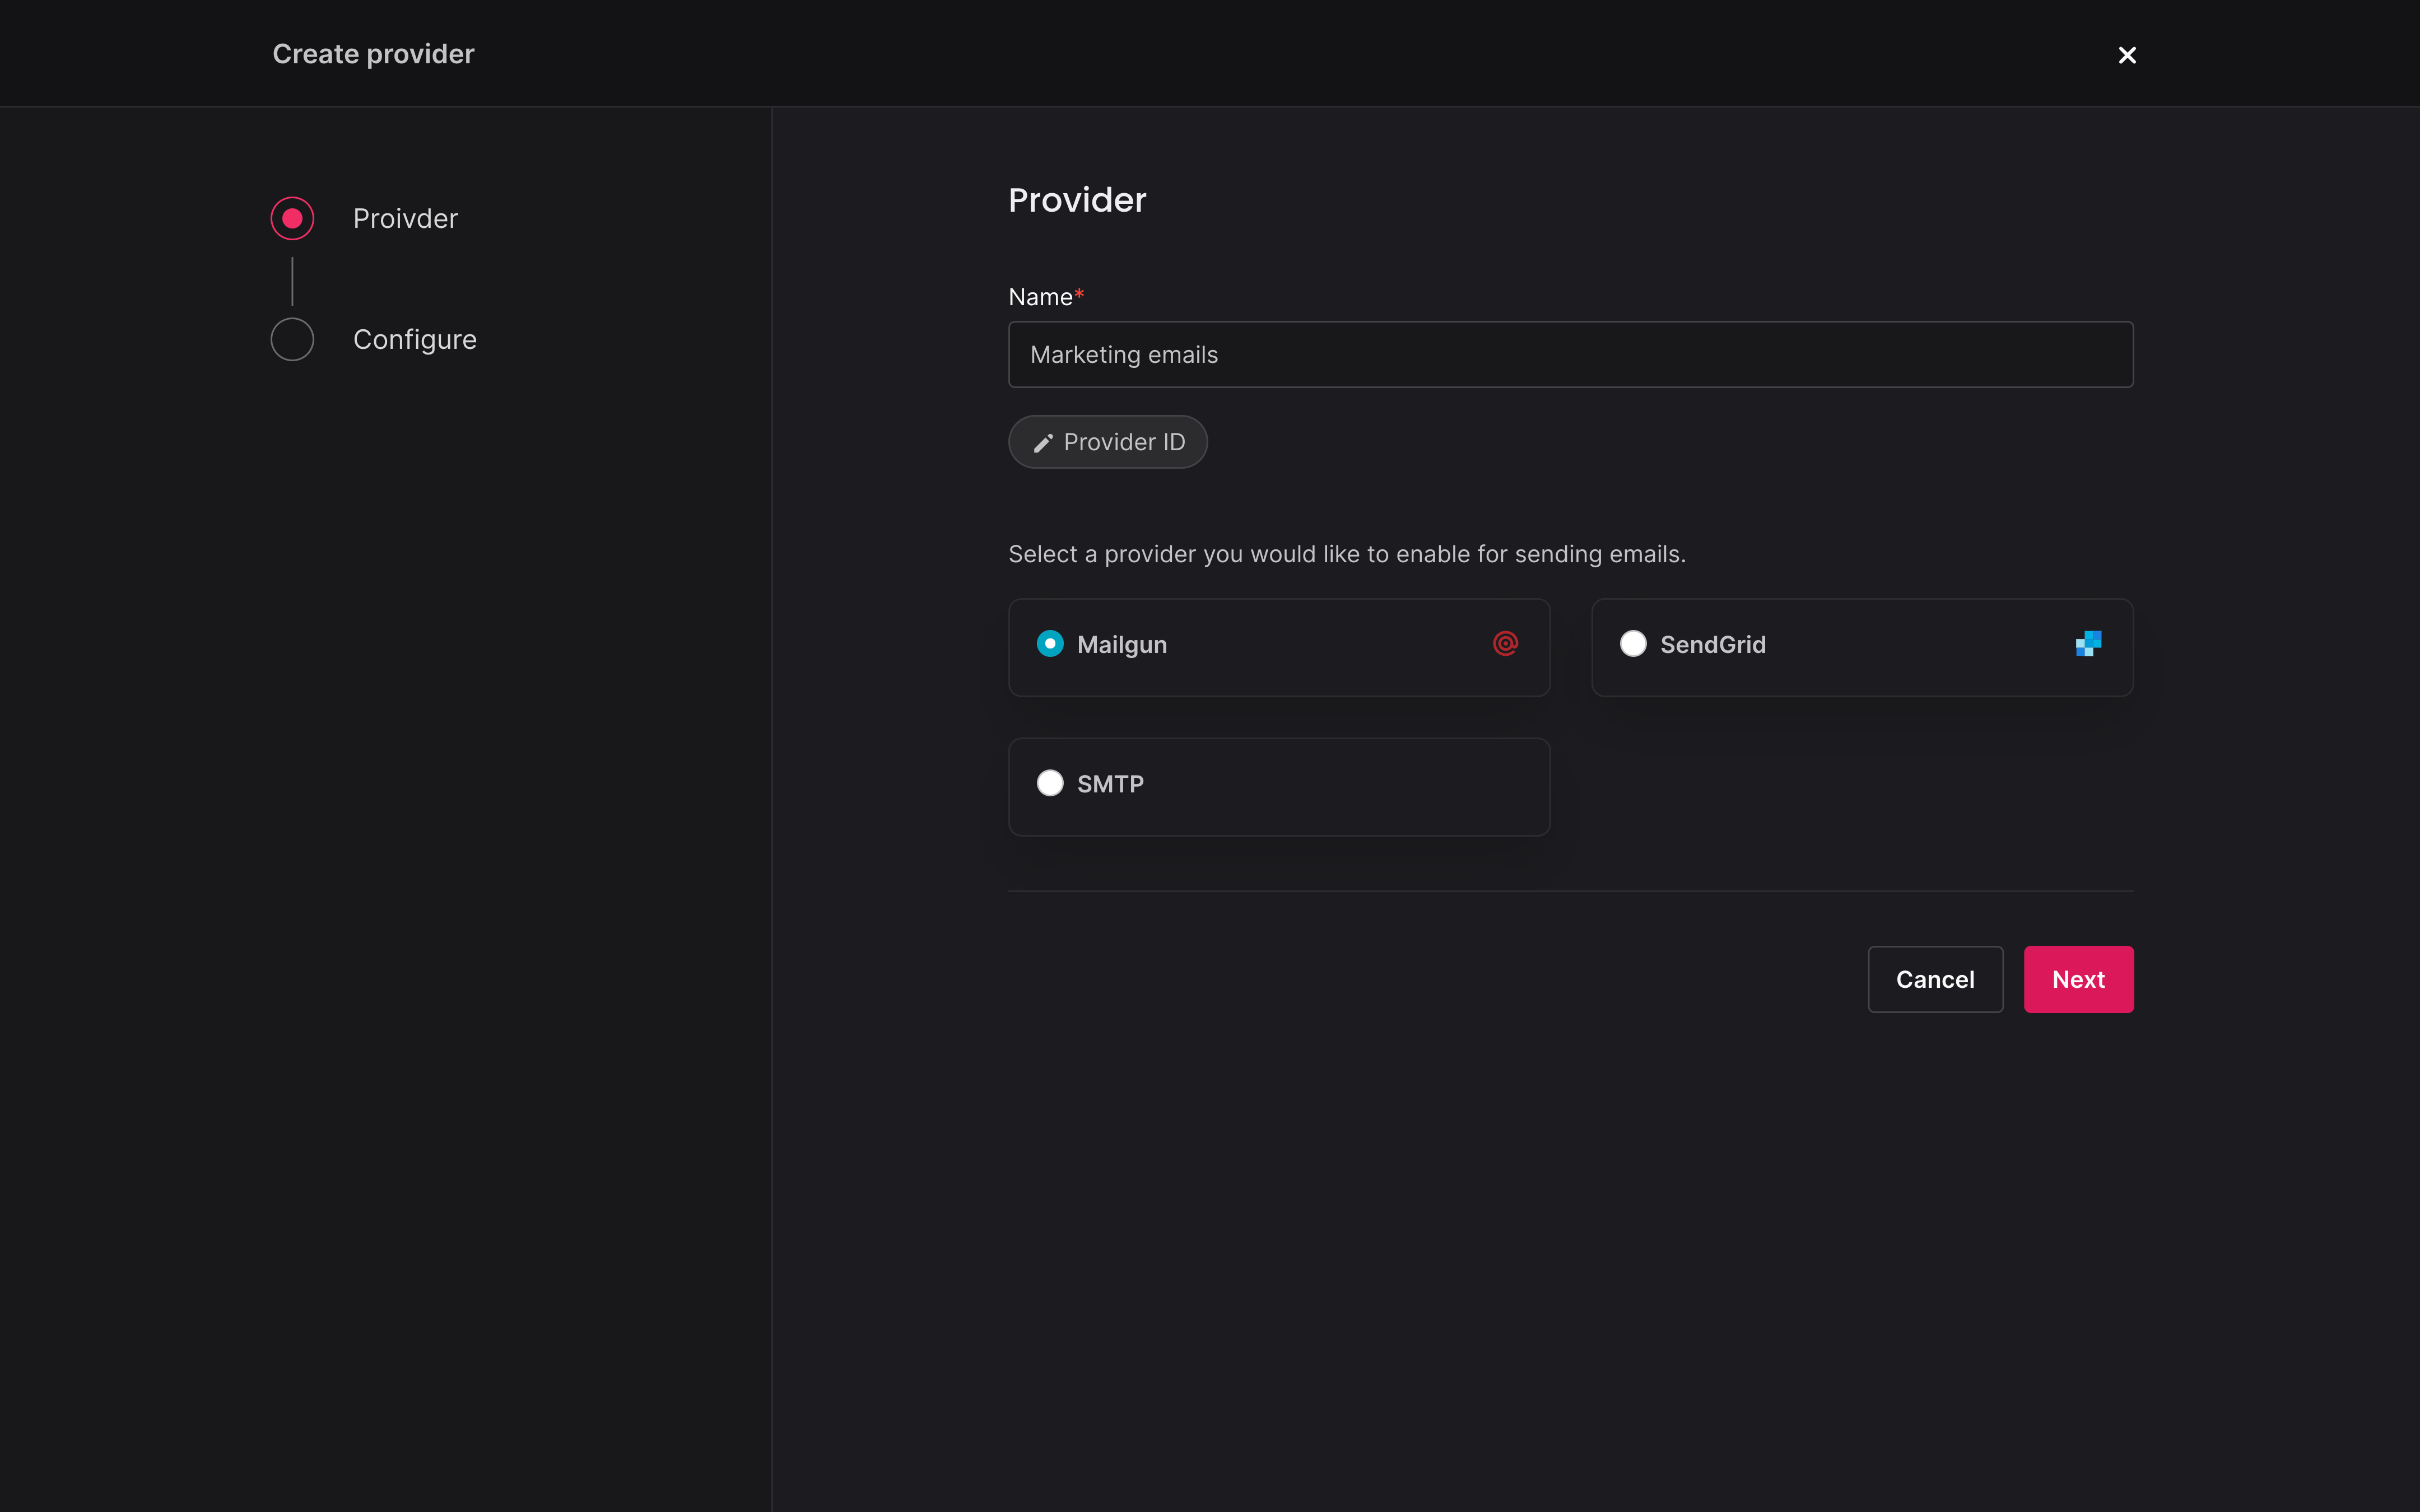 Create provider
Proivder
Configure
Provider
Name*
Marketing emails
Provider ID
Select a provider you would like to enable for sending emails.
Mailgun
SendGrid
SMTP
Cancel
Next